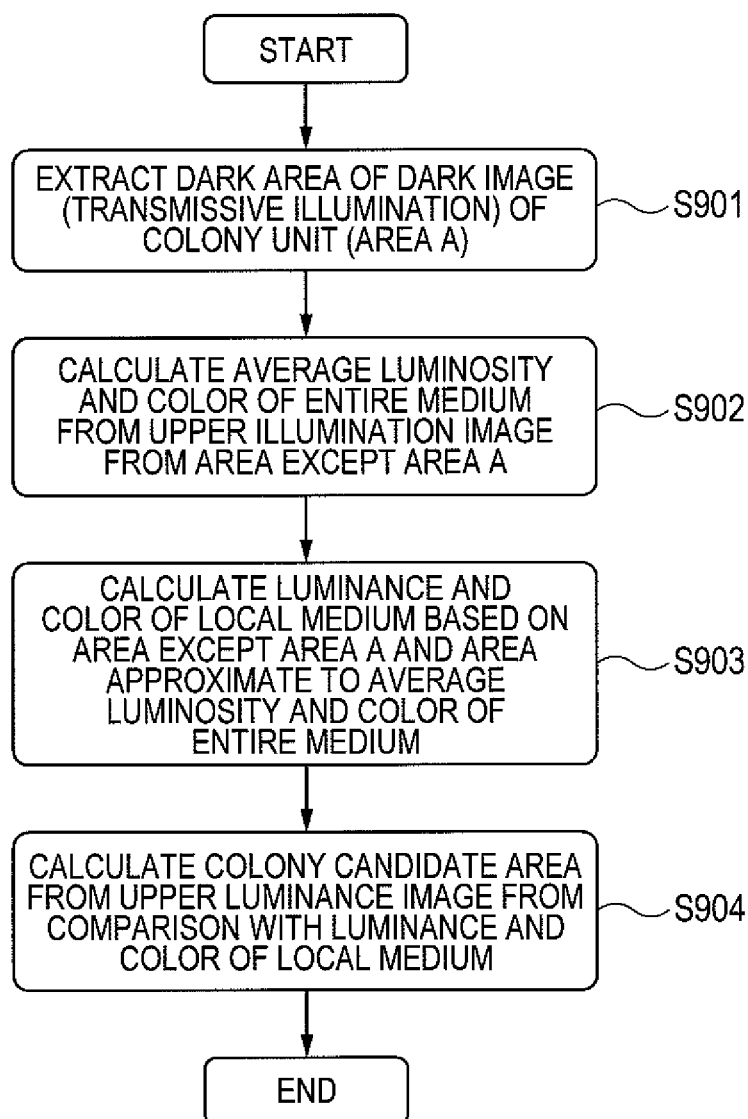 START
EXTRACT DARK AREA OF DARK IMAGE
(TRANSMISSIVE ILLUMINATION) OF
COLONY UNIT (AREA A)
S901
CALCULATE AVERAGE LUMINOSITY
AND COLOR OF ENTIRE MEDIUM
FROM UPPER ILLUMINATION IMAGE
FROM AREA EXCEPT AREA A
S902
CALCULATE LUMINANCE AND
COLOR OF LOCAL MEDIUM BASED ON
AREA EXCEPT AREA A AND AREA
APPROXIMATE TO AVERAGE
LUMINOSITY AND COLOR OF
ENTIRE MEDIUM
S903
CALCULATE COLONY CANDIDATE AREA
FROM UPPER LUMINANCE IMAGE FROM
COMPARISON WITH LUMINANCE AND
COLOR OF LOCAL MEDIUM
S904
END